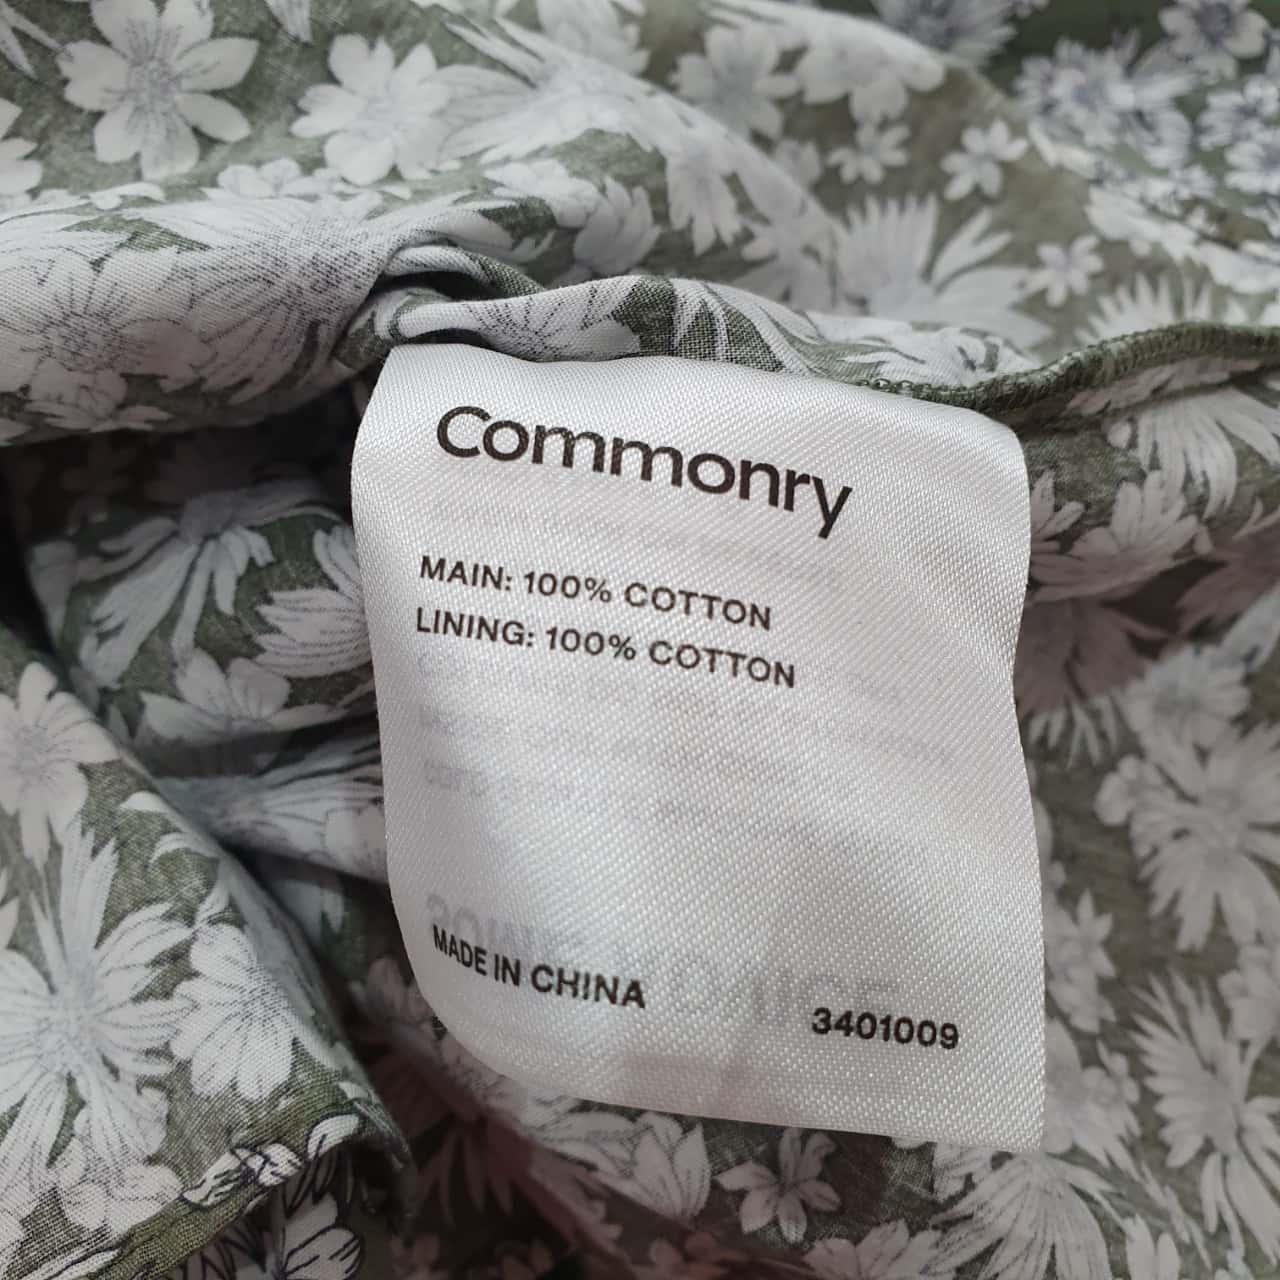 Commonry
MAIN: 100% COTTON
LINING: 100% COTTON
MADE IN CHINA
3401009